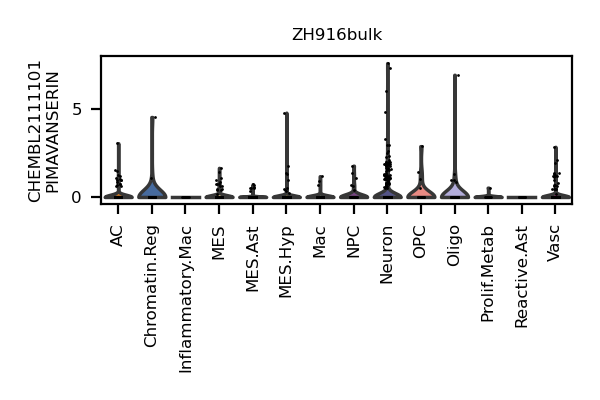 ZH916bulk
CHEMBL2111101
PIMAVANSERIN
5
0
AC
Chromatin.Reg
Inflammatory.Mac
MES
MES.Ast
MES.Hyp
Mac
NPC
Neuron
OPC
Oligo
Prolif.Metab
Reactive.Ast
Vasc